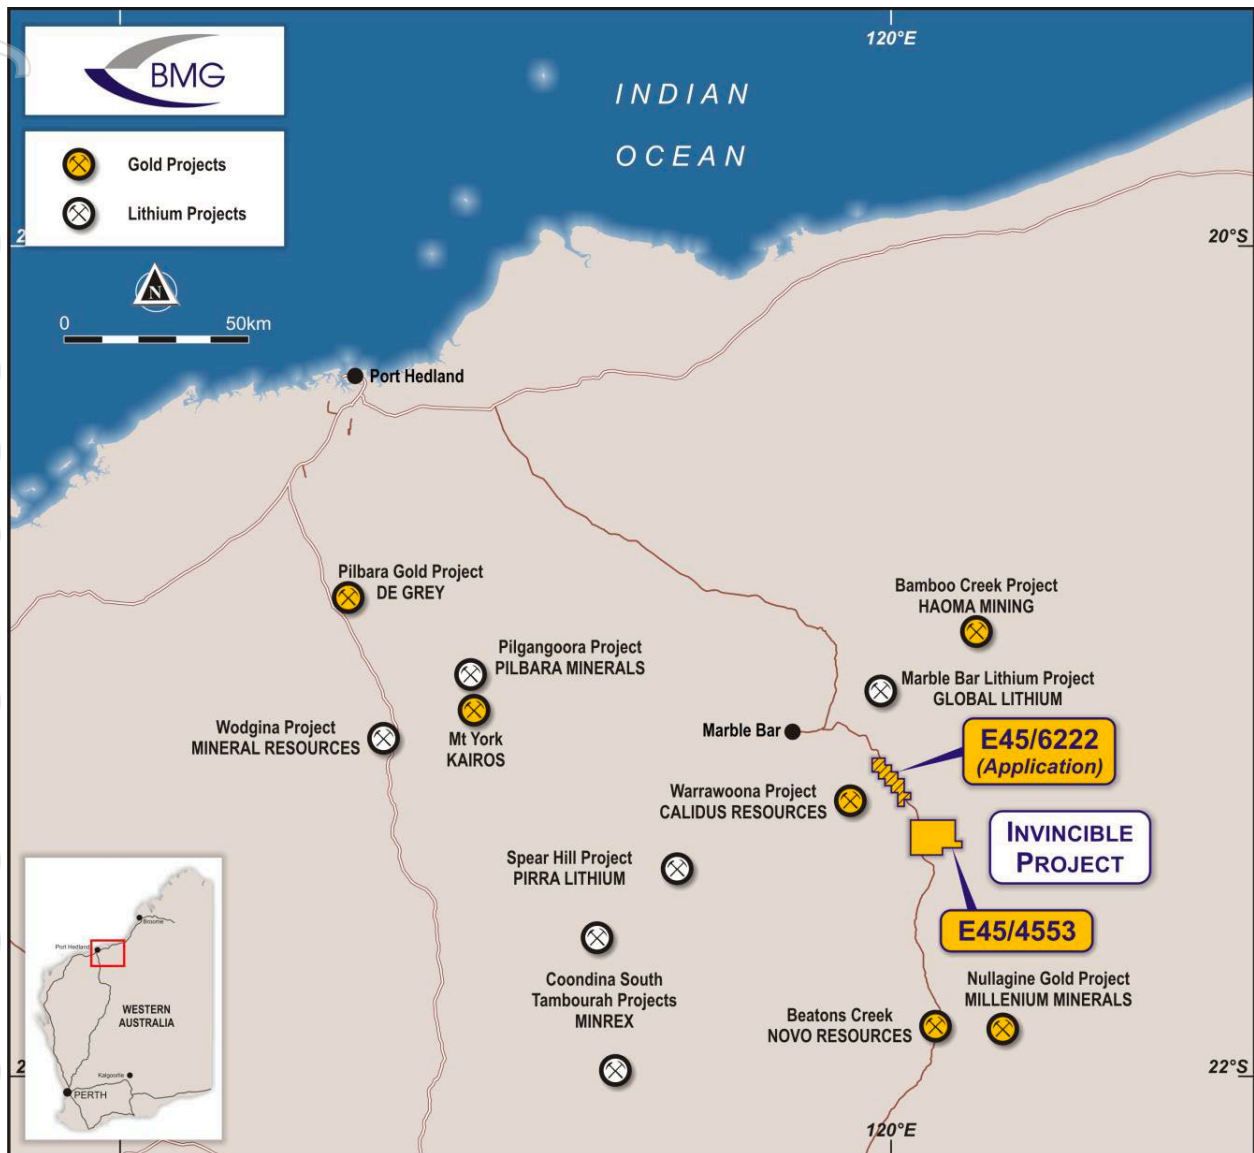 120°E
BMG
INDIAN
OCEAN
Gold Projects
Lithium Projects
20°S
N
0 50km
Port Hedland
Pilbara Gold Project
DE GREY
Bamboo Creek Project
HAOMA MINING
Pilgangoora Project
PILBARA MINERALS
Marble Bar Lithium Project
GLOBAL LITHIUM
Wodgina Project
MINERAL RESOURCES
Mt York
KAIROS
Marble Bar
E45/6222
(Application)
Warrawoona Project
CALIDUS RESOURCES
INVINCIBLE
PROJECT
Spear Hill Project
PIRRA LITHIUM
E45/4553
Coondina South
Tambourah Projects
MINREX
Nullagine Gold Project
MILLENIUM MINERALS
Beatons Creek
NOVO RESOURCES
Broome
Port Hedland
WESTERN
AUSTRALIA
Kalgoorlie
PERTH
22°S
120°E